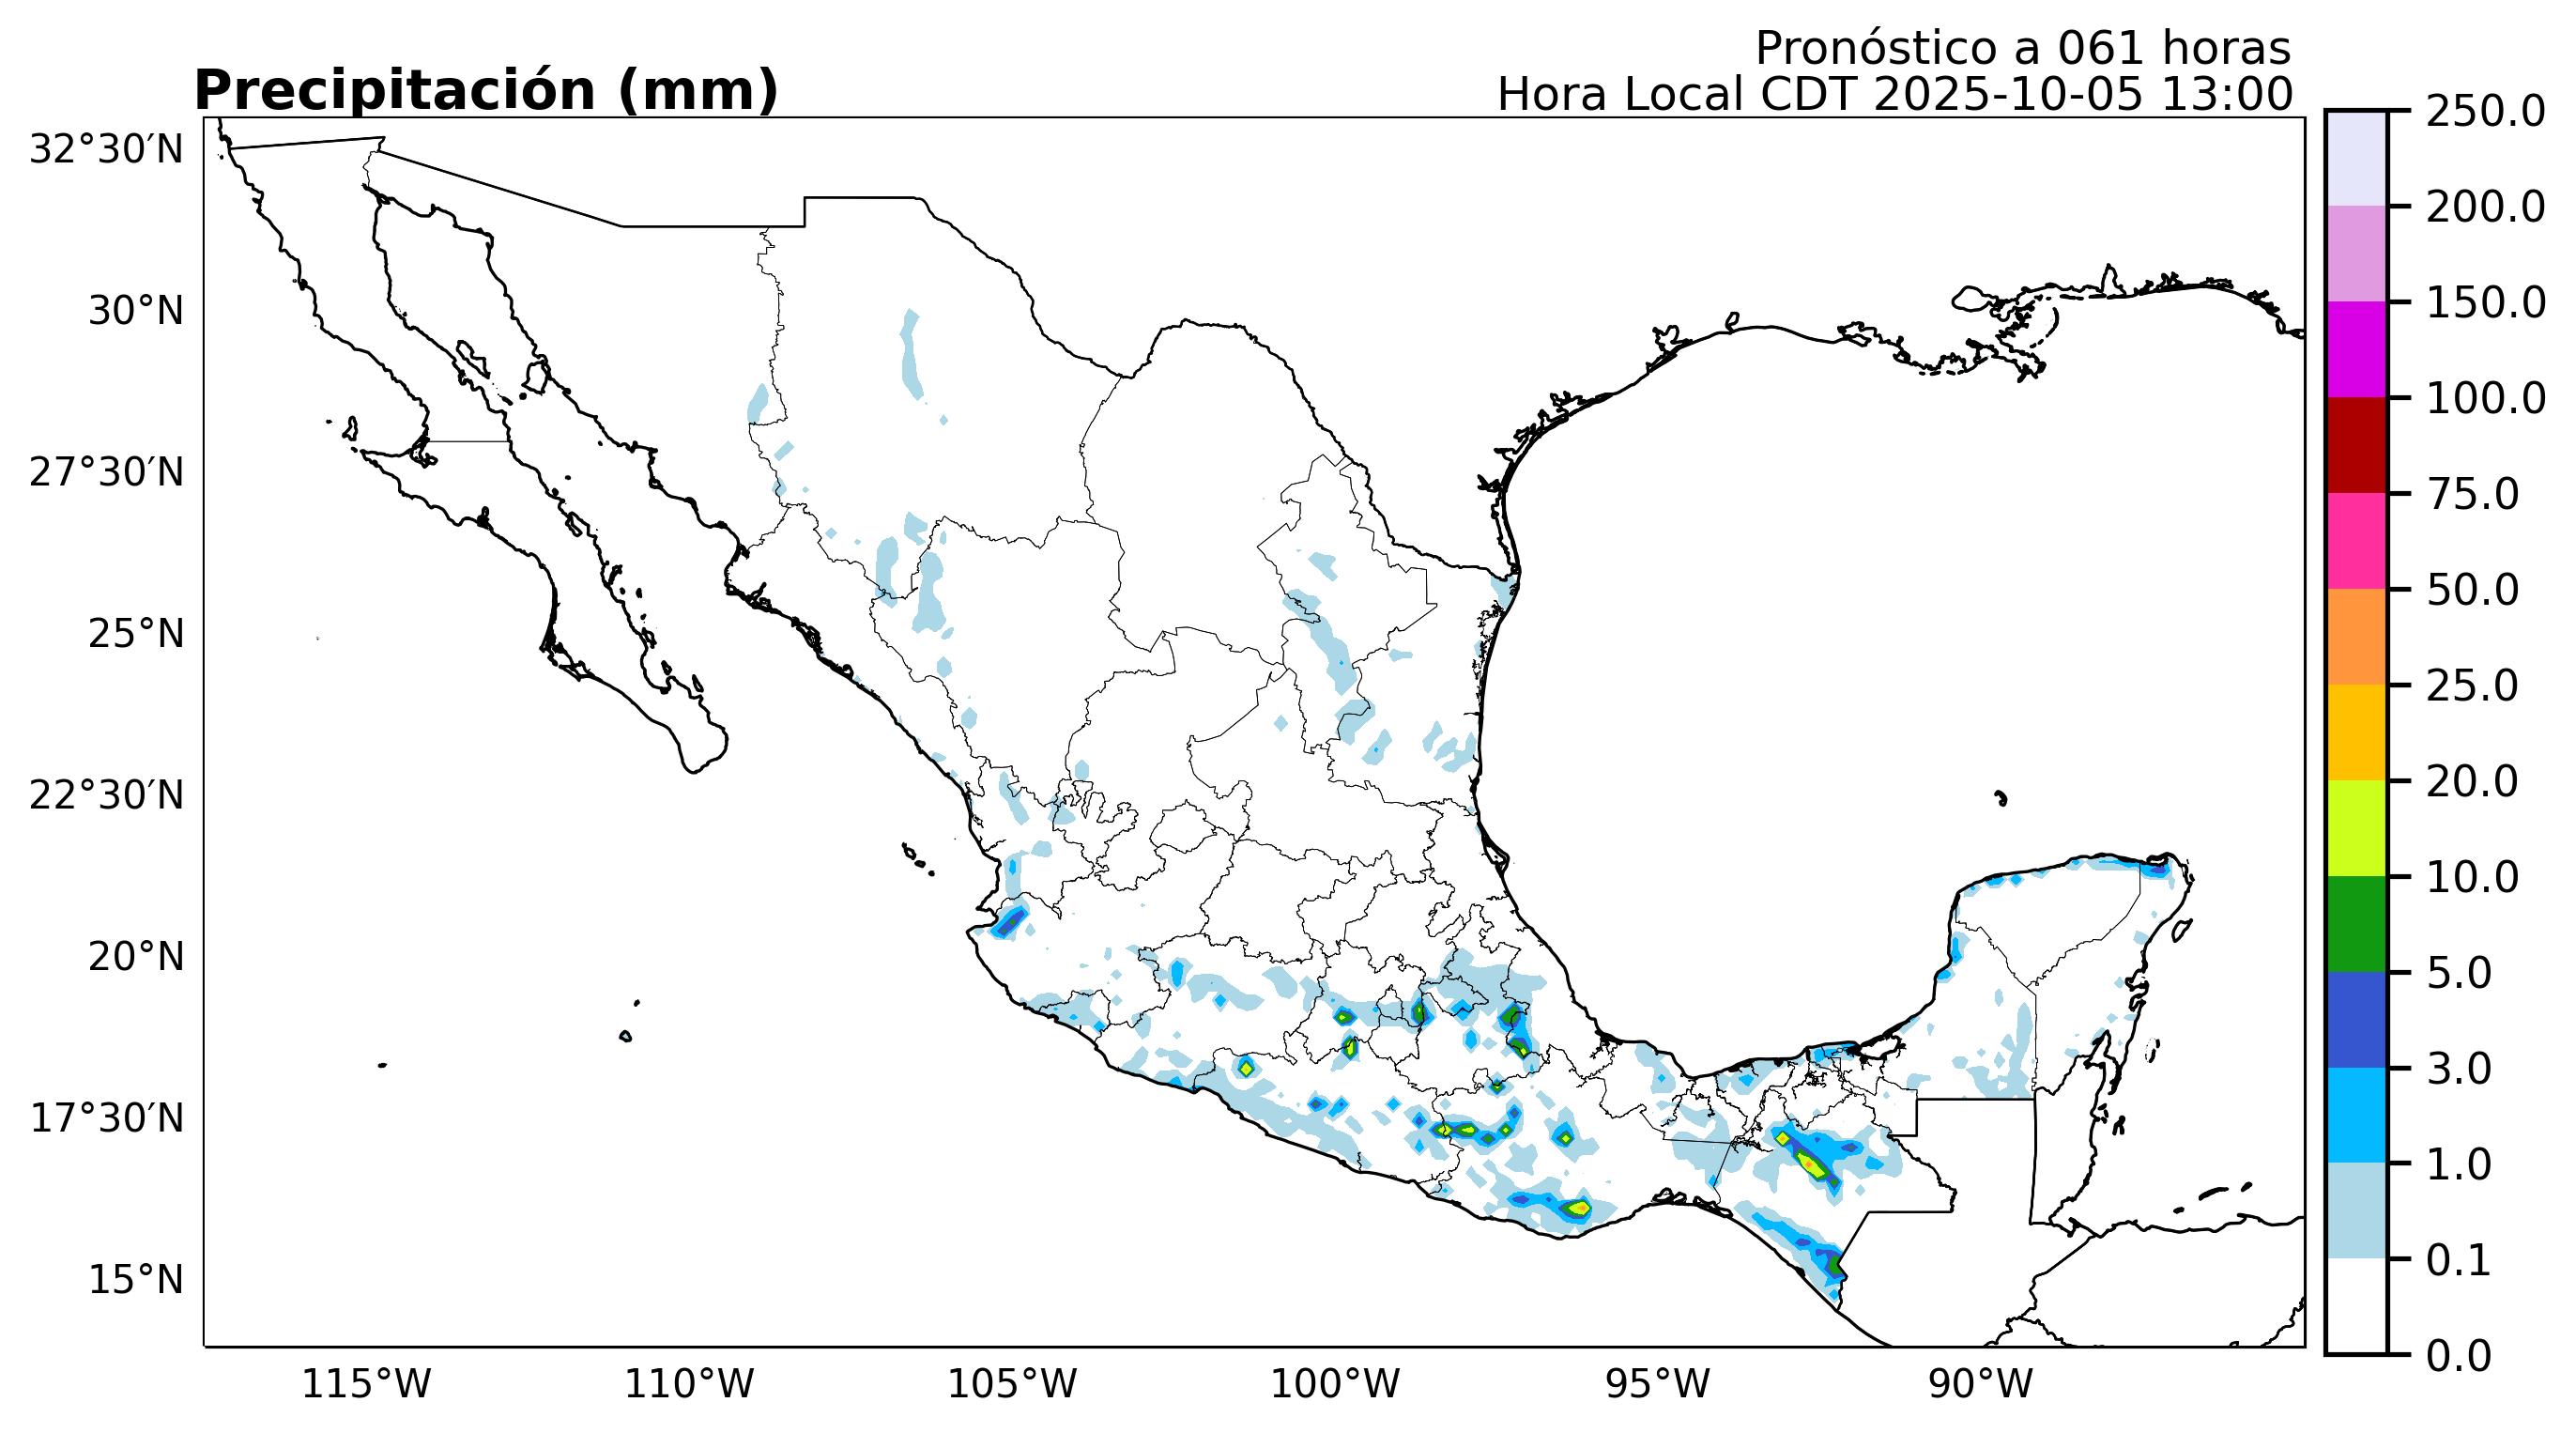 Pronóstico a 061 horas
Precipitación (mm)
Hora Local CDT 2025-10-05 13:00
32°30′N
30°N
27°30′N
25°N
22°30′N
20°N
17°30′N
15°N
115°W
110°W
105°W
100°W
95°W
90°W
250.0
200.0
150.0
100.0
75.0
50.0
25.0
20.0
10.0
5.0
3.0
1.0
0.1
0.0